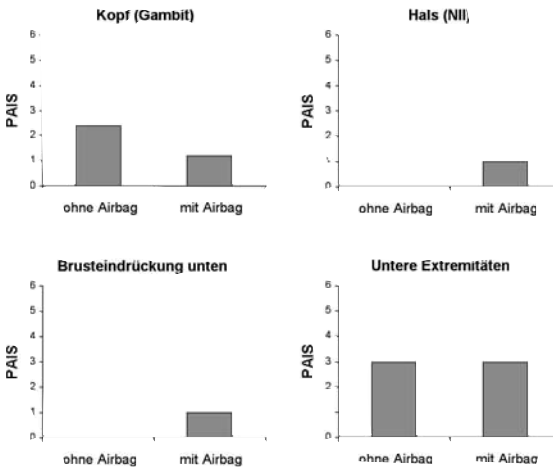 Kopf (Gambit)
6
5
4
3
2
1
0
PAIS
ohne Airbag mit Airbag
Hals (NII)
6
5
4
3
2
1
0
PAIS
ohne Airbag mit Airbag
Brusteindrückung unten
6
5
4
3
2
1
0
PAIS
ohne Airbag mit Airbag
Untere Extremitäten
6
5
4
3
2
1
0
PAIS
ohne Airbag mit Airbag